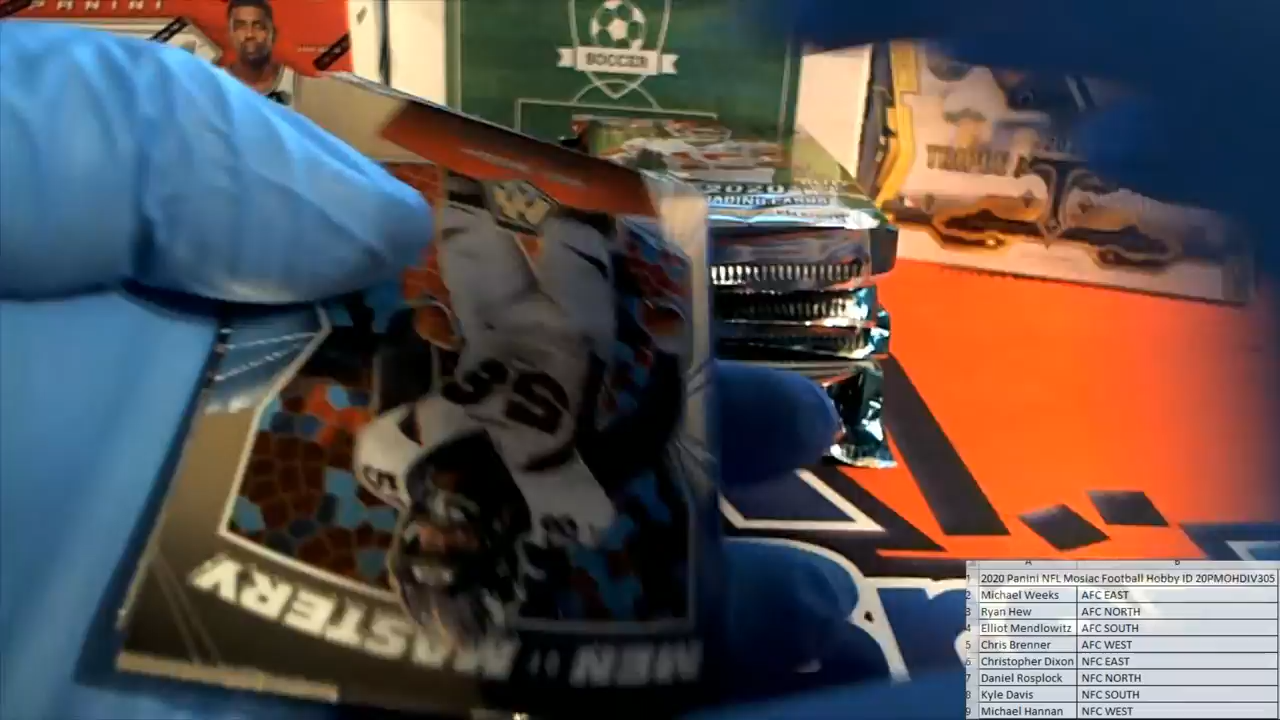 PANINI
SOCCER
2020
TRADING CARDS
35
MEN OF MASTERY
A B
1 2020 Panini NFL Mosiac Football Hobby ID 20PMOHDIV305
2 Michael Weeks AFC EAST
3 Ryan Hew AFC NORTH
4 Elliot Mendlowitz AFC SOUTH
5 Chris Brenner AFC WEST
6 Christopher Dixon NFC EAST
7 Daniel Rosplock NFC NORTH
8 Kyle Davis NFC SOUTH
9 Michael Hannan NFC WEST